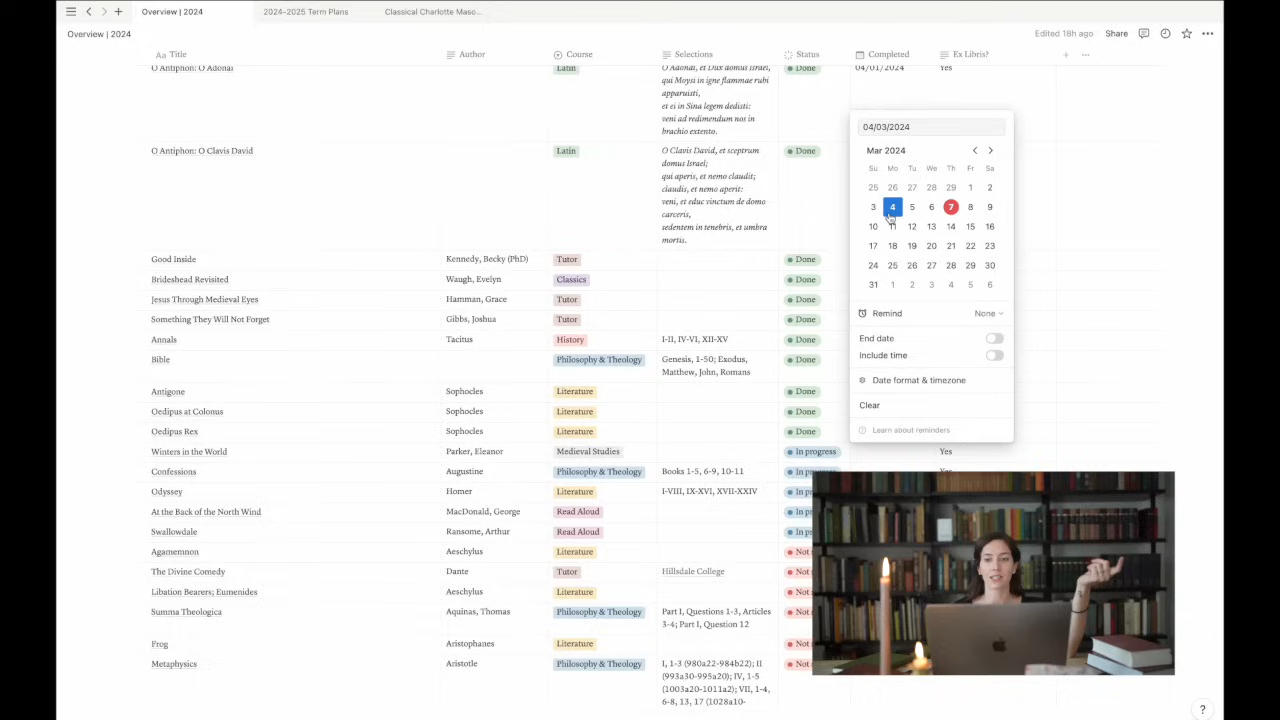 Overview | 2024
2024–2025 Term Plans
Classical Charlotte Maso...
Overview | 2024
Edited 18h ago
Share
Aa Title
Author
Course
Selections
Status
Completed
Ex Libris?
O Antiphon: O Adonai
Latin
O Adonai, et Dux domus Israel,
qui Moysi in igne flammae rubi
apparuisti,
et ei in Sina legem dedisti:
veni ad redimendum nos in
brachio extento.
Done
04/01/2024
Yes
O Antiphon: O Clavis David
Latin
O Clavis David, et sceptrum
domus Israel;
qui aperis, et nemo claudit;
claudis, et nemo aperit:
veni, et educ vinctum de domo
carceris,
sedentem in tenebris, et umbra
mortis.
Done
Good Inside
Kennedy, Becky (PhD)
Tutor
Done
Brideshead Revisited
Waugh, Evelyn
Classics
Done
Jesus Through Medieval Eyes
Hamman, Grace
Tutor
Done
Something They Will Not Forget
Gibbs, Joshua
Tutor
Done
Annals
Tacitus
History
I-II, IV-VI, XII-XV
Done
Bible
Philosophy & Theology
Genesis, 1-50; Exodus,
Matthew, John, Romans
Done
Antigone
Sophocles
Literature
Done
Oedipus at Colonus
Sophocles
Literature
Done
Oedipus Rex
Sophocles
Literature
Done
Winters in the World
Parker, Eleanor
Medieval Studies
In progress
Yes
Confessions
Augustine
Philosophy & Theology
Books 1-5, 6-9, 10-11
In progress
Yes
Odyssey
Homer
Literature
I-VIII, IX-XVI, XVII-XXIV
In p
At the Back of the North Wind
MacDonald, George
Read Aloud
In p
Swallowdale
Ransome, Arthur
Read Aloud
In p
Agamemnon
Aeschylus
Literature
Not
The Divine Comedy
Dante
Tutor
Hillsdale College
Not
Libation Bearers; Eumenides
Aeschylus
Literature
Not
Summa Theologica
Aquinas, Thomas
Philosophy & Theology
Part I, Questions 1-3, Articles
3-4; Part I, Question 12
Not
Frog
Aristophanes
Literature
Not
Metaphysics
Aristotle
Philosophy & Theology
I, 1-3 (980a22-984b22); II
(993a30-995a20); IV, 1-5
(1003a20-1011a2); VII, 1-4,
6-8, 13, 17 (1028a10-
Not
04/03/2024
Mar 2024
Su Mo Tu We Th Fr Sa
25 26 27 28 29 1 2
3 4 5 6 7 8 9
10 11 12 13 14 15 16
17 18 19 20 21 22 23
24 25 26 27 28 29 30
31 1 2 3 4 5 6
Remind
None
End date
Include time
Date format & timezone
Clear
Learn about reminders
?